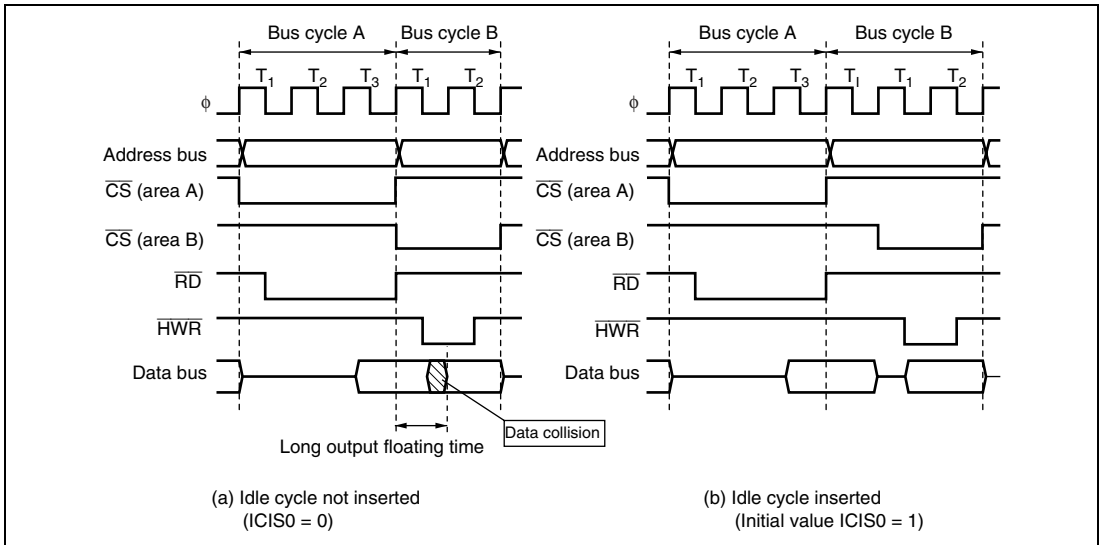 Bus cycle A Bus cycle B
T1 T2 T3 T1 T2
ϕ
Address bus
CS (area A)
CS (area B)
RD
HWR
Data bus
Data collision
Long output floating time
(a) Idle cycle not inserted
(ICIS0 = 0)
Bus cycle A Bus cycle B
T1 T2 T3 TI T1 T2
ϕ
Address bus
CS (area A)
CS (area B)
RD
HWR
Data bus
(b) Idle cycle inserted
(Initial value ICIS0 = 1)